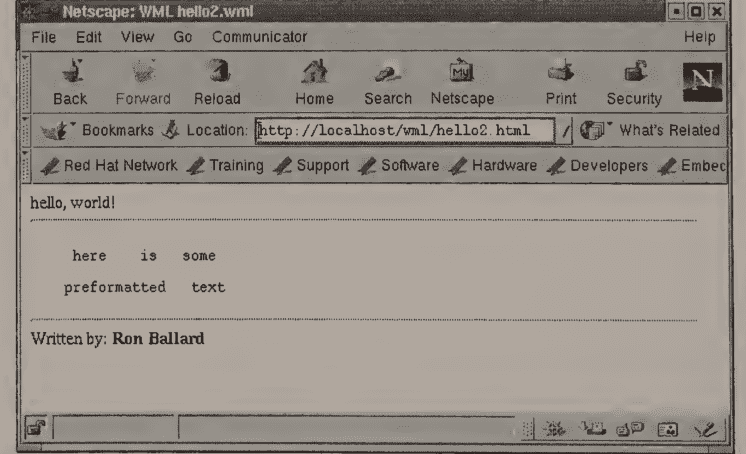 Netscape: WML hello2.wml
File Edit View Go Communicator Help
Back Forward Reload Home Search Netscape Print Security
My
N
Bookmarks Location: http://localhost/wml/hello2.html What's Related
Red Hat Network Training Support Software Hardware Developers Embec
hello, world!
here is some
preformatted text
Written by: Ron Ballard